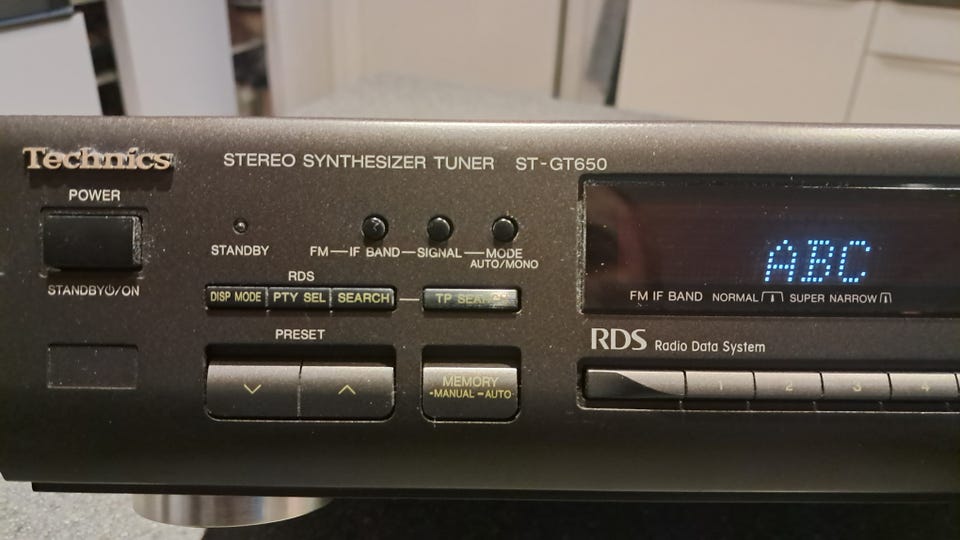 Technics
STEREO SYNTHESIZER TUNER ST-GT650
POWER
STANDBY⏻/ON
STANDBY
FM—IF BAND—SIGNAL—MODE
AUTO/MONO
RDS
DISP MODE PTY SEL SEARCH TP SEARCH
PRESET
MEMORY
-MANUAL -AUTO
ABC
FM IF BAND NORMAL SUPER NARROW
RDS Radio Data System
1 2 3 4